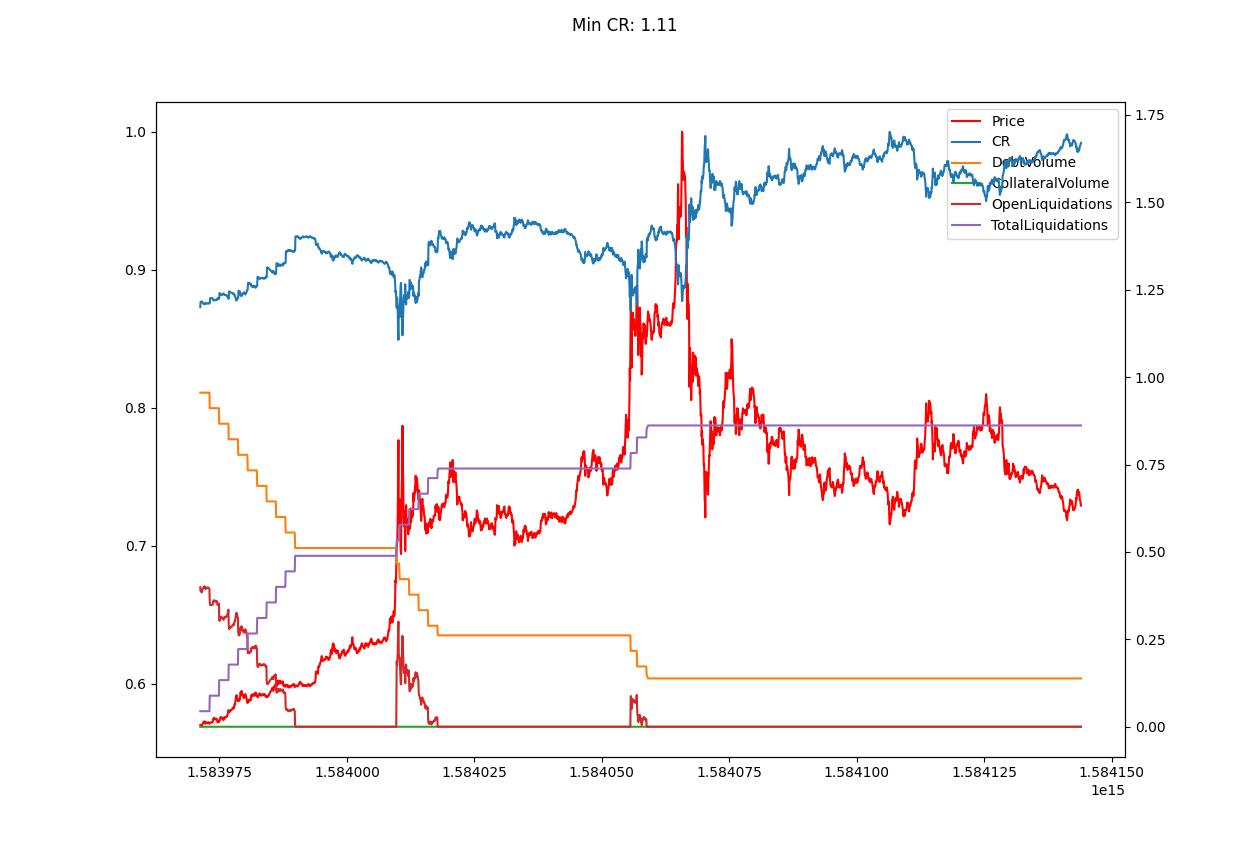 Min CR: 1.11
1.0
0.9
0.8
0.7
0.6
1.75
1.50
1.25
1.00
0.75
0.50
0.25
0.00
Price
CR
DebtVolume
CollateralVolume
OpenLiquidations
TotalLiquidations
1.583975 1.584000 1.584025 1.584050 1.584075 1.584100 1.584125 1.584150
1e15